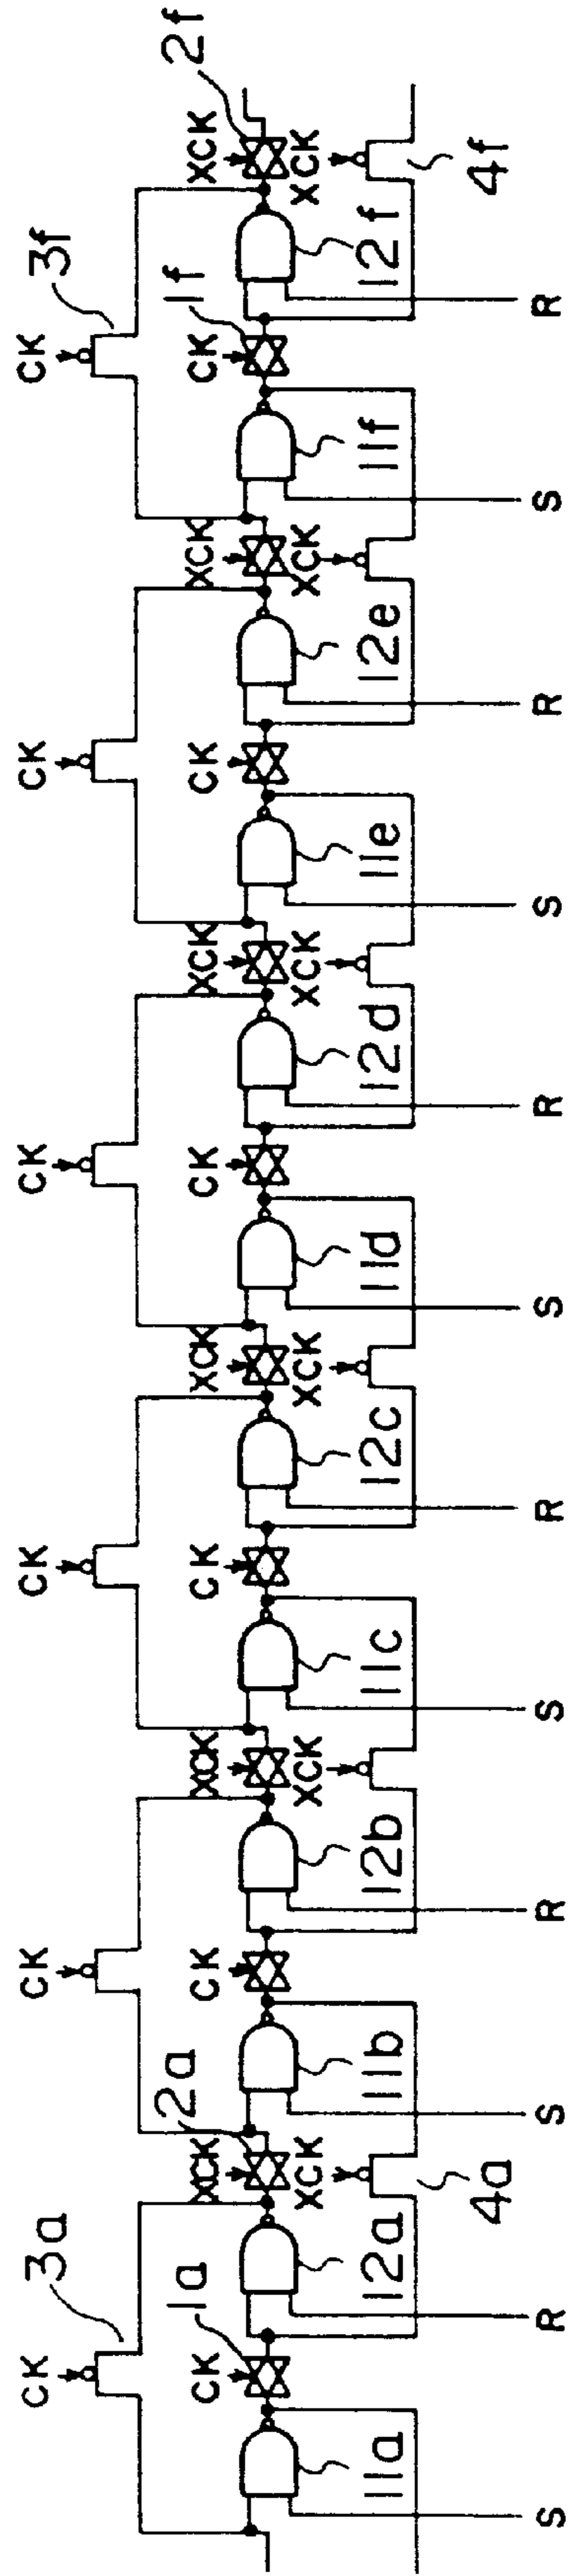 CK CK CK CK CK CK
3a 3f
1a 2a 1f 2f
CK XCK CK XCK CK XCK CK XCK CK XCK CK XCK
XCK XCK XCK XCK XCK XCK
11a 12a 11b 12b 11c 12c 11d 12d 11e 12e 11f 12f
4a 4f
S R S R S R S R S R S R